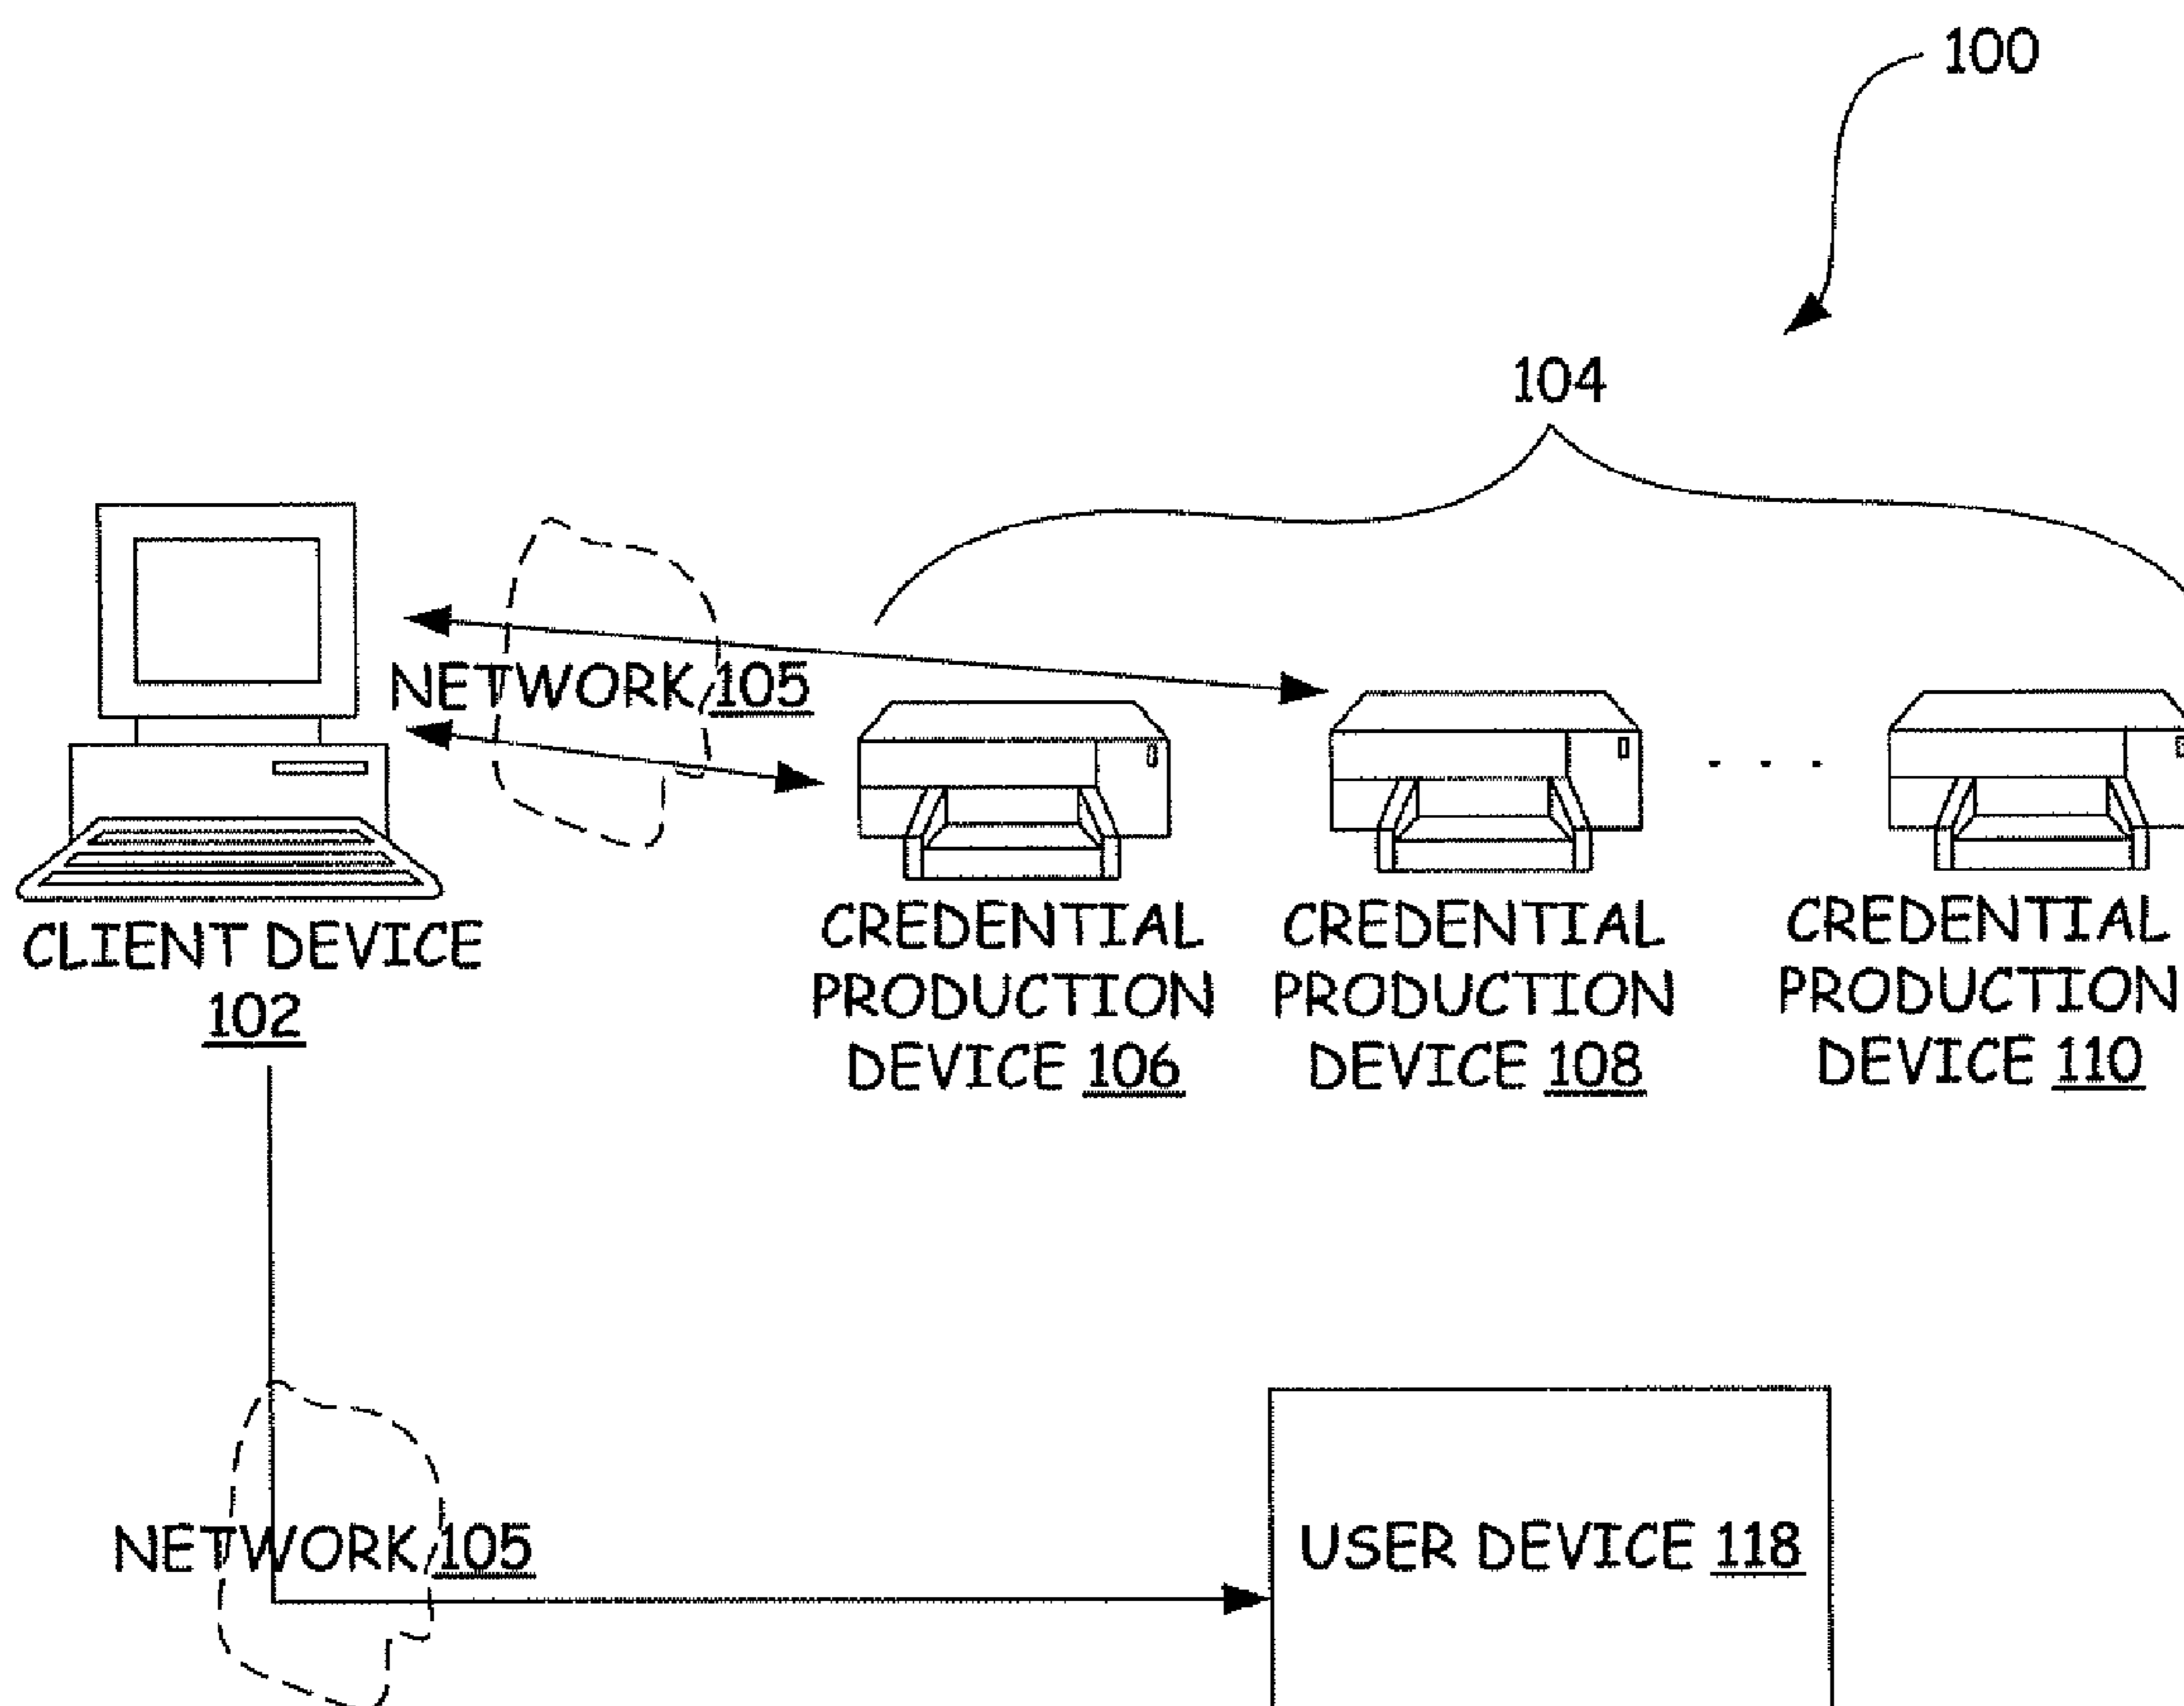 100
104
NETWORK 105
CLIENT DEVICE
102
CREDENTIAL
PRODUCTION
DEVICE 106
CREDENTIAL
PRODUCTION
DEVICE 108
. . .
CREDENTIAL
PRODUCTION
DEVICE 110
NETWORK 105
USER DEVICE 118